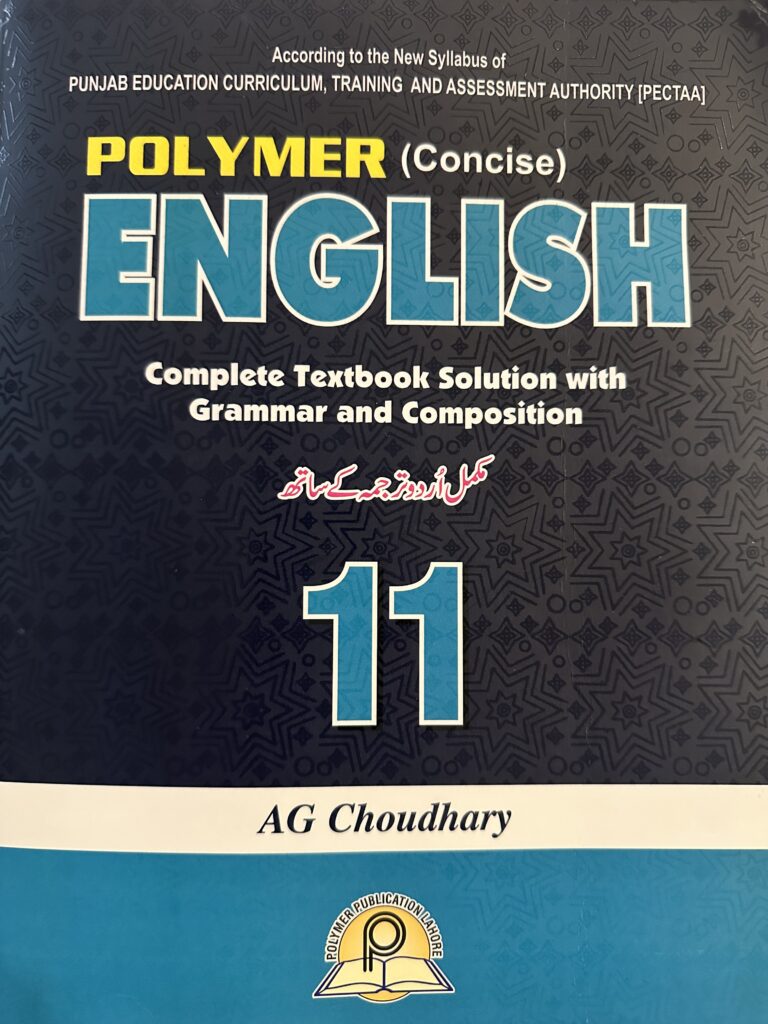 According to the New Syllabus of
PUNJAB EDUCATION CURRICULUM, TRAINING AND ASSESSMENT AUTHORITY [PECTAA]
POLYMER (Concise)
ENGLISH
Complete Textbook Solution with
Grammar and Composition
مکمل اُردو ترجمہ کے ساتھ
11
AG Choudhary
POLYMER PUBLICATION LAHORE
P